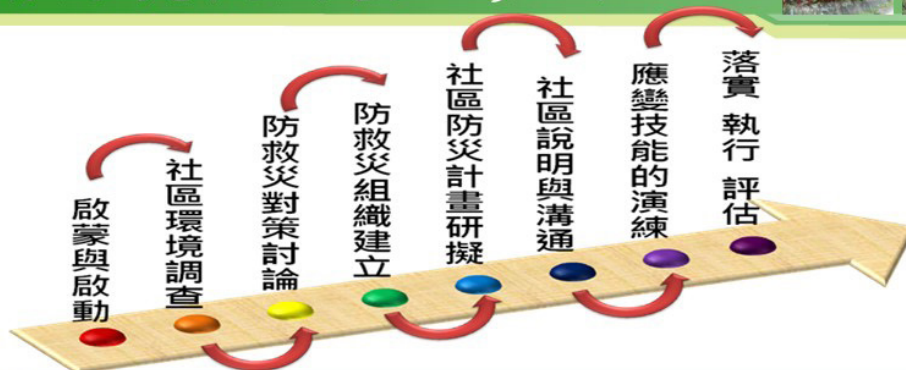 啟蒙與啟動
社區環境調查
防救災對策討論
防救災組織建立
社區防災計畫研擬
社區說明與溝通
應變技能的演練
落實 執行 評估